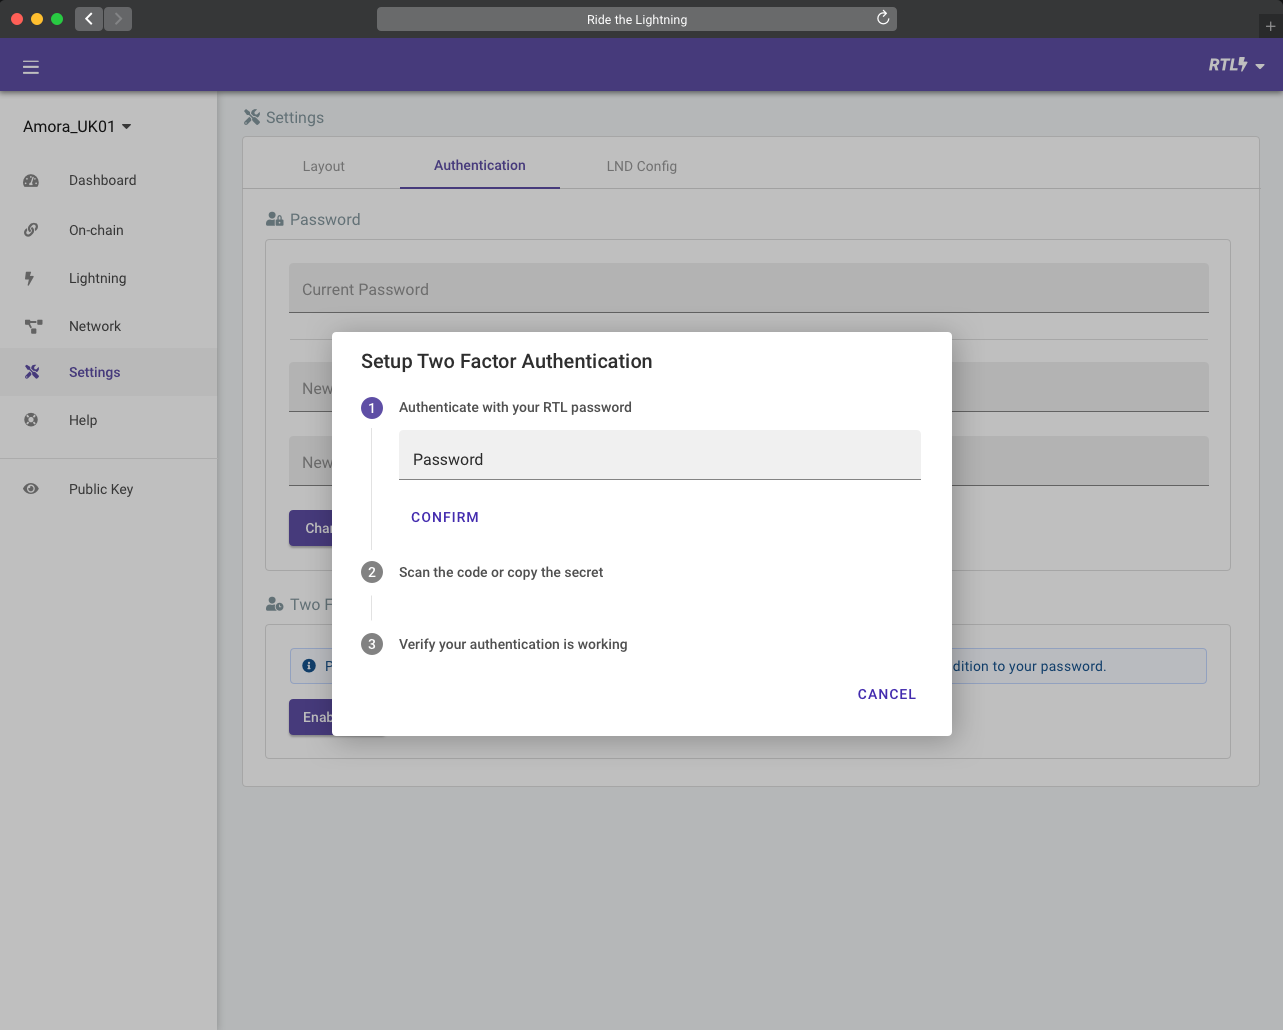 Ride the Lightning
RTL
Amora_UK01
Dashboard
On-chain
Lightning
Network
Settings
Help
Public Key
Settings
Layout
Authentication
LND Config
Password
Current Password
New
New
Setup Two Factor Authentication
1 Authenticate with your RTL password
Password
CONFIRM
2 Scan the code or copy the secret
3 Verify your authentication is working
CANCEL
Two
dition to your password.